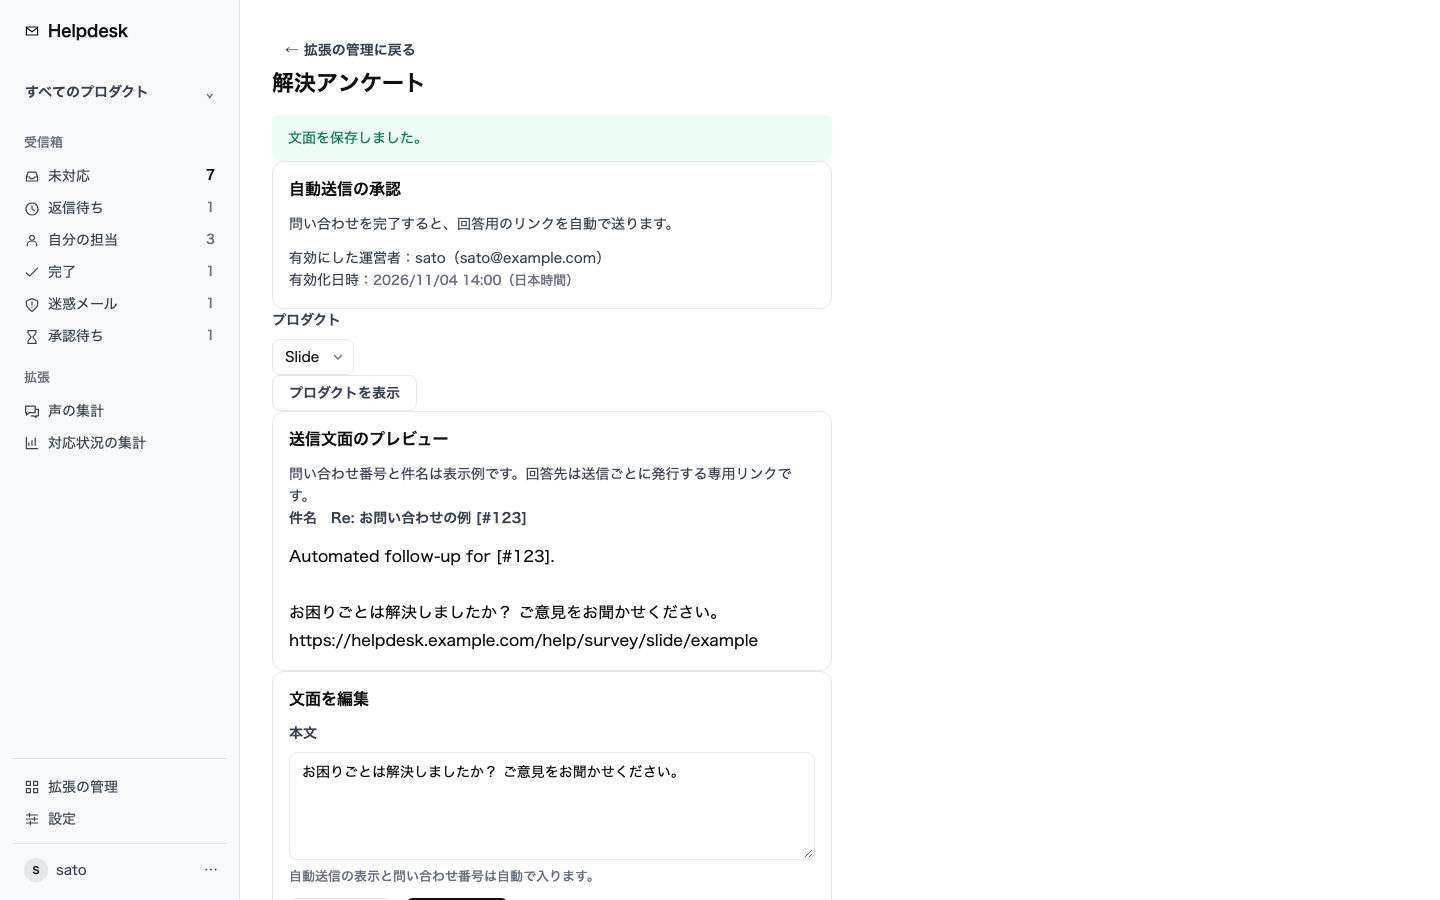 Helpdesk
すべてのプロダクト
受信箱
未対応 7
返信待ち 1
自分の担当 3
完了 1
迷惑メール 1
承認待ち 1
拡張
声の集計
対応状況の集計
拡張の管理
設定
S sato ···
← 拡張の管理に戻る
解決アンケート
文面を保存しました。
自動送信の承認
問い合わせを完了すると、回答用のリンクを自動で送ります。
有効にした運営者：sato（sato@example.com）
有効化日時：2026/11/04 14:00（日本時間）
プロダクト
Slide
プロダクトを表示
送信文面のプレビュー
問い合わせ番号と件名は表示例です。回答先は送信ごとに発行する専用リンクで
す。
件名　Re: お問い合わせの例 [#123]
Automated follow-up for [#123].
お困りごとは解決しましたか？ ご意見をお聞かせください。
https://helpdesk.example.com/help/survey/slide/example
文面を編集
本文
お困りごとは解決しましたか？ ご意見をお聞かせください。
自動送信の表示と問い合わせ番号は自動で入ります。